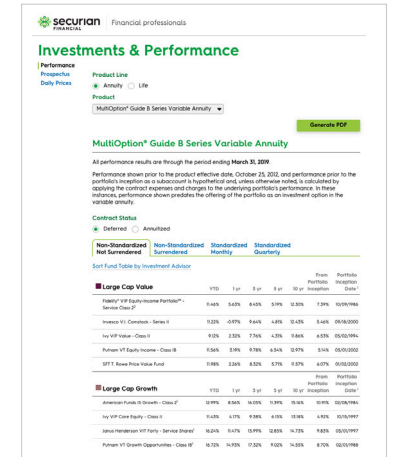 securian FINANCIAL | Financial professionals
Investments & Performance
Performance
Prospectus
Daily Prices
Product Line
Annuity Life
Product
MultiOption® Guide B Series Variable Annuity
Generate PDF
MultiOption® Guide B Series Variable Annuity
All performance results are through the period ending March 31, 2019.
Performance shown prior to the product effective date, October 25, 2012, and performance prior to the
portfolio's inception as a subaccount is hypothetical and, unless otherwise noted, is calculated by
applying the contract expenses and charges to the underlying portfolio's performance. In these
instances, performance shown predates the offering of the portfolio as an investment option in the
variable annuity.
Contract Status
Deferred Annuitized
Non-Standardized Not Surrendered
Non-Standardized Surrendered
Standardized Monthly
Standardized Quarterly
Sort Fund Table by Investment Advisor
Large Cap Value YTD 1 yr 3 yr 5 yr 10 yr From Portfolio Inception Portfolio Inception Date
Fidelity® VIP Equity-Income Portfolio℠ -
Service Class 2 11.46% 5.63% 8.45% 5.19% 12.30% 7.39% 10/09/1986
Invesco V.I. Comstock - Series II 11.22% -0.97% 9.64% 4.81% 12.43% 5.46% 09/18/2000
Ivy VIP Value - Class II 9.12% 2.32% 7.76% 4.31% 11.86% 6.53% 05/02/1994
Putnam VT Equity Income - Class IB 11.56% 3.19% 9.78% 6.34% 12.97% 5.14% 05/01/2002
SFT T. Rowe Price Value Fund 11.98% 2.26% 8.32% 5.71% 11.37% 6.07% 01/02/2002
Large Cap Growth YTD 1 yr 3 yr 5 yr 10 yr From Portfolio Inception Portfolio Inception Date
American Funds IS Growth - Class 2 12.99% 8.56% 16.05% 11.39% 15.16% 10.91% 02/08/1984
Ivy VIP Core Equity - Class II 11.43% 4.17% 9.38% 6.15% 13.18% 4.92% 10/15/1997
Janus Henderson VIT Forty - Service Shares 16.24% 11.47% 15.99% 12.85% 14.73% 9.83% 05/01/1997
Putnam VT Growth Opportunities - Class IB 16.72% 14.93% 17.32% 9.02% 14.55% 8.70% 02/01/1988